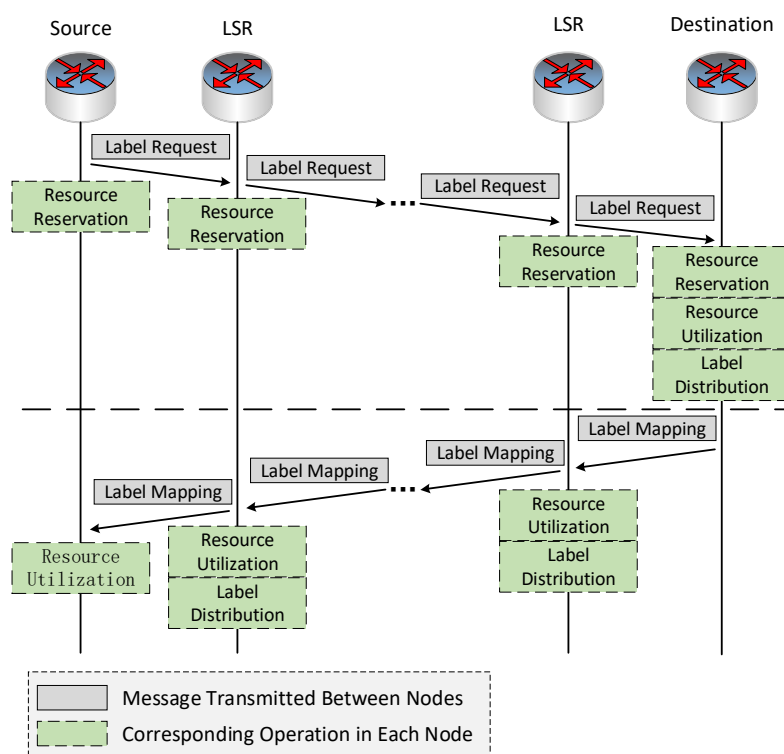 Source
LSR
LSR
Destination
Label Request
Label Request
Label Request
Label Request
Resource
Reservation
Resource
Reservation
Resource
Reservation
Resource
Reservation
Resource
Utilization
Label
Distribution
Label Mapping
Label Mapping
Label Mapping
Label Mapping
Resource
Utilization
Label
Distribution
Resource
Utilization
Label
Distribution
Resource
Utilization
Message Transmitted Between Nodes
Corresponding Operation in Each Node